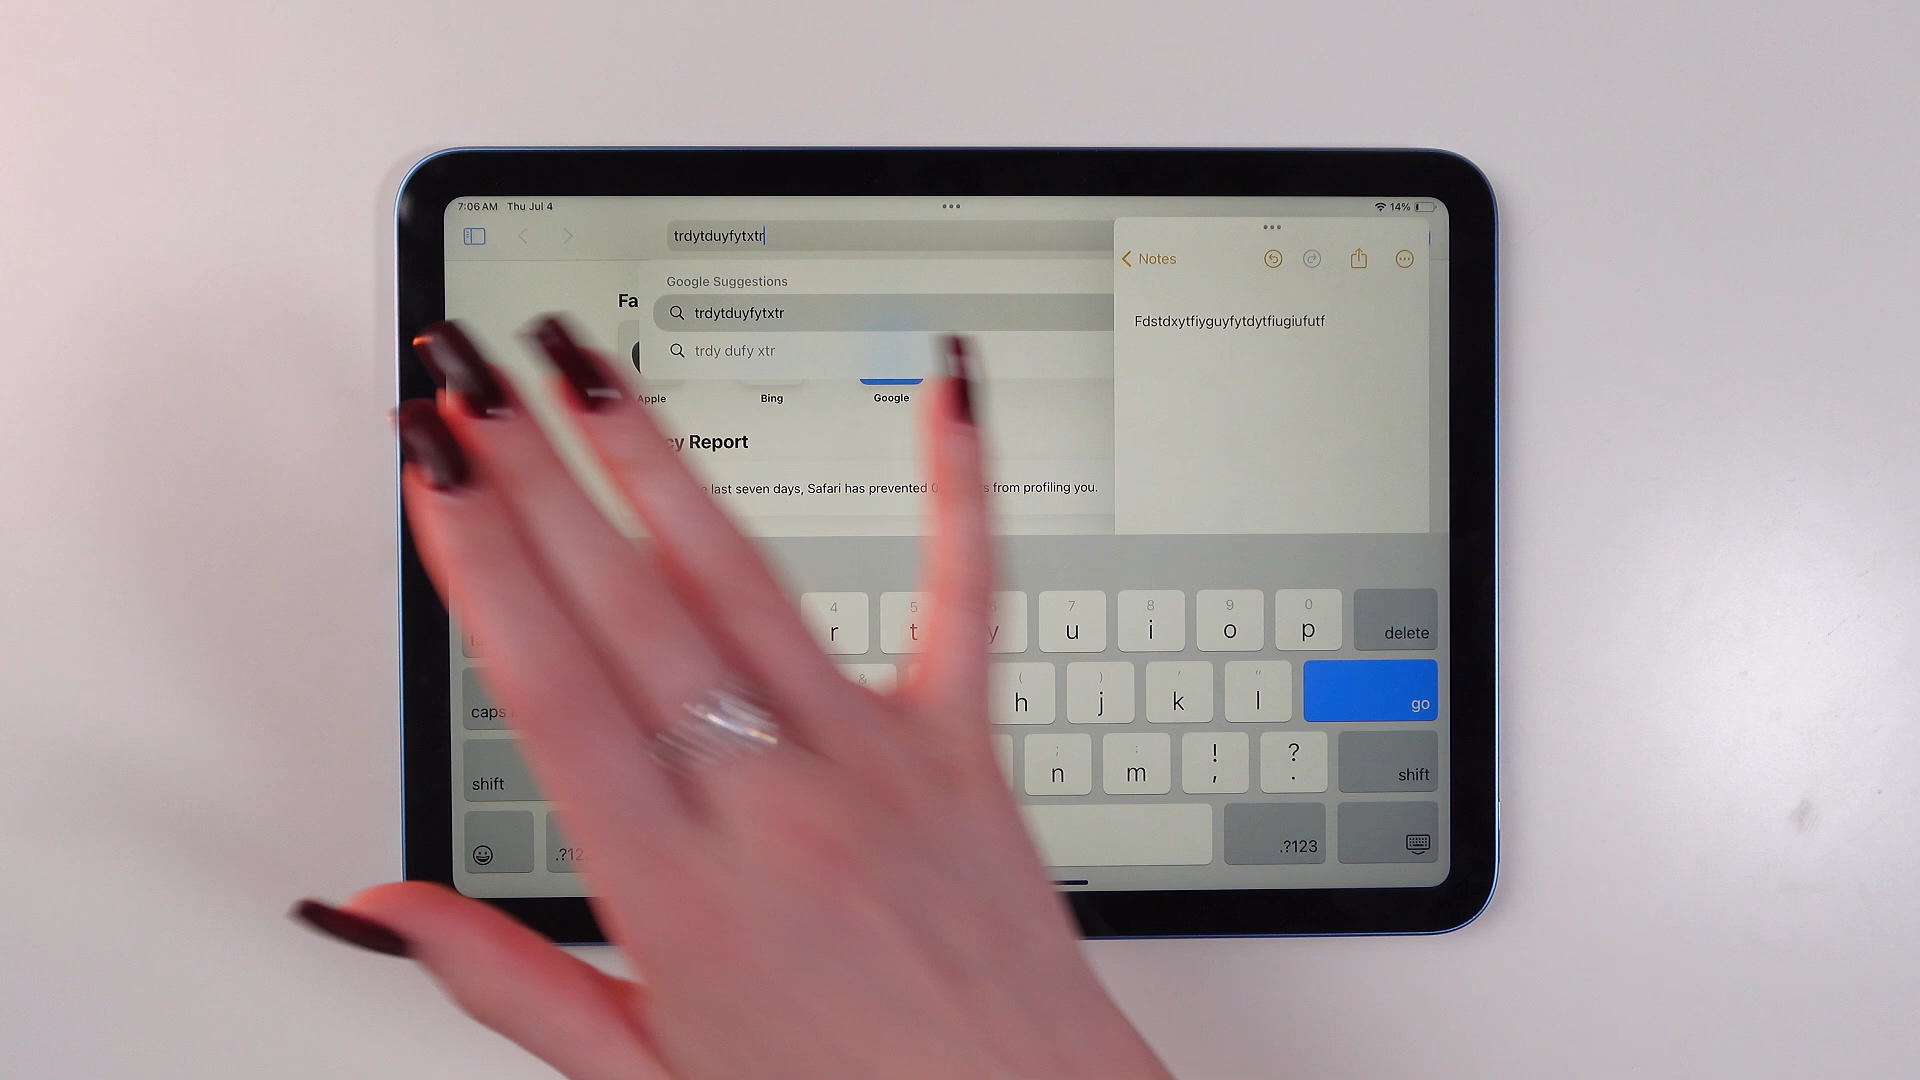 7:06 AM Thu Jul 4
14%
trdytduyfytxtr
Notes
Google Suggestions
Fa
trdytduyfytxtr
Fdstdxytfiyguyfytdytfiugiufutf
trdy dufy xtr
Apple Bing Google
cy Report
last seven days, Safari has prevented from profiling you.
4 5 6 7 8 9 0
r t y u i o p delete
& ( ) ' "
h j k l go
caps
; : ! ?
shift n m , . shift
.?12 .?123